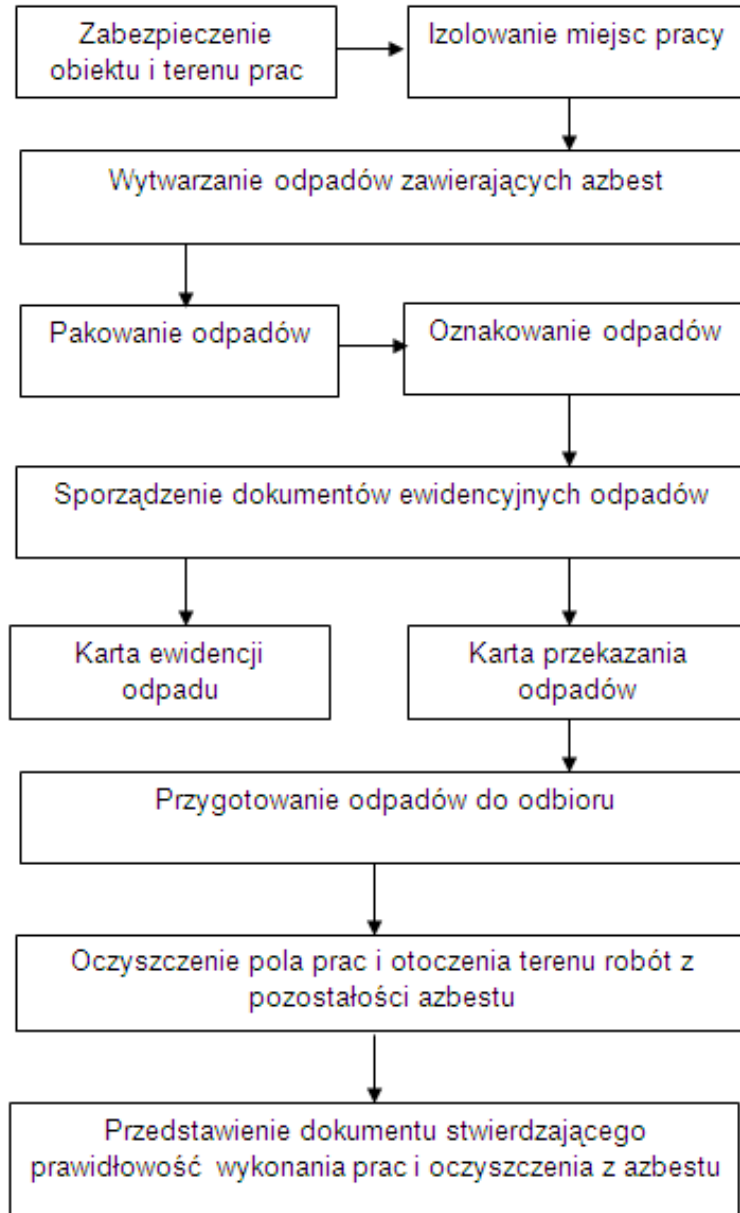 Zabezpieczenie
obiektu i terenu prac
Izolowanie miejsc pracy
Wytwarzanie odpadów zawierających azbest
Pakowanie odpadów
Oznakowanie odpadów
Sporządzenie dokumentów ewidencyjnych odpadów
Karta ewidencji
odpadu
Karta przekazania
odpadów
Przygotowanie odpadów do odbioru
Oczyszczenie pola prac i otoczenia terenu robót z
pozostałości azbestu
Przedstawienie dokumentu stwierdzającego
prawidłowość wykonania prac i oczyszczenia z azbestu